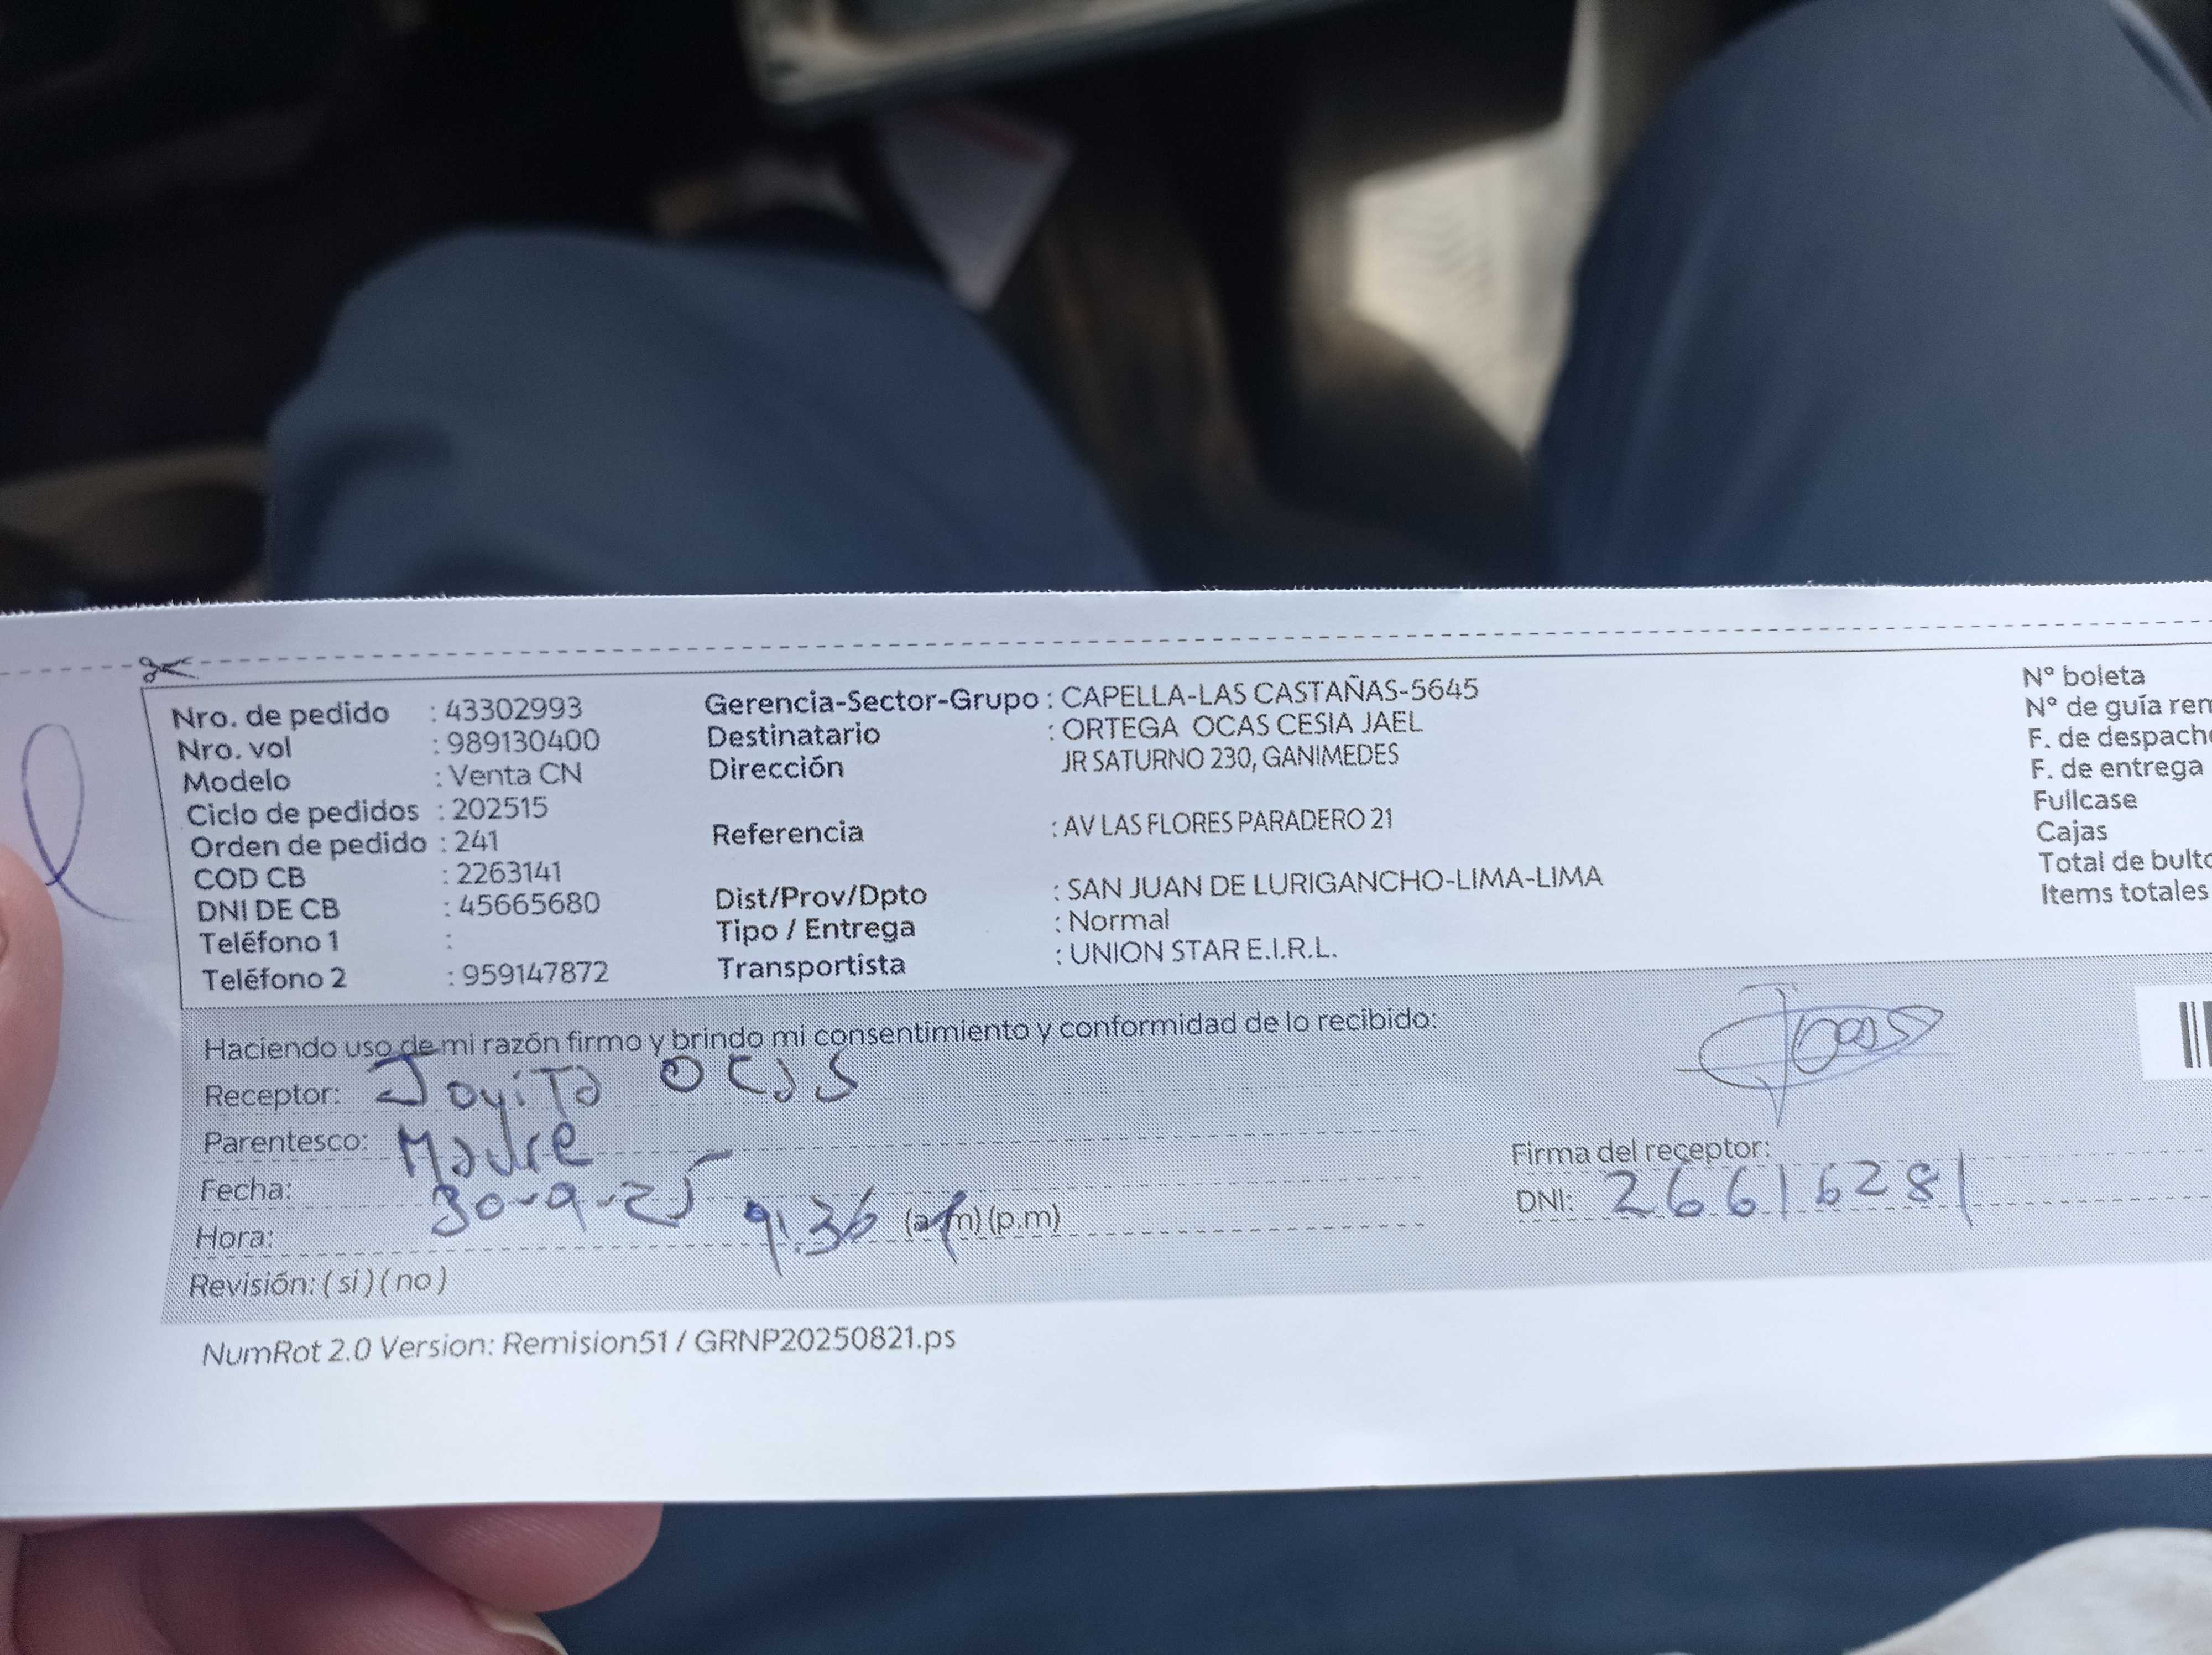 Nro. de pedido : 43302993
Nro. vol : 989130400
Modelo : Venta CN
Ciclo de pedidos : 202515
Orden de pedido : 241
COD CB : 2263141
DNI DE CB : 45665680
Teléfono 1 :
Teléfono 2 : 959147872
Gerencia-Sector-Grupo : CAPELLA-LAS CASTAÑAS-5645
Destinatario : ORTEGA OCAS CESIA JAEL
Dirección JR SATURNO 230, GANIMEDES
Referencia : AV LAS FLORES PARADERO 21
Dist/Prov/Dpto : SAN JUAN DE LURIGANCHO-LIMA-LIMA
Tipo / Entrega : Normal
Transportista : UNION STAR E.I.R.L.
N° boleta
N° de guía rem
F. de despacho
F. de entrega
Fullcase
Cajas
Total de bulto
Items totales
Haciendo uso de mi razón firmo y brindo mi consentimiento y conformidad de lo recibido:
Receptor: Joyita Ocas
Parentesco: Madre
Fecha: 30-9-25
Hora: 9:36 (a.m) (p.m)
Revisión: ( si ) ( no )
Firma del receptor:
DNI: 26616281
NumRot 2.0 Version: Remision51 / GRNP20250821.ps